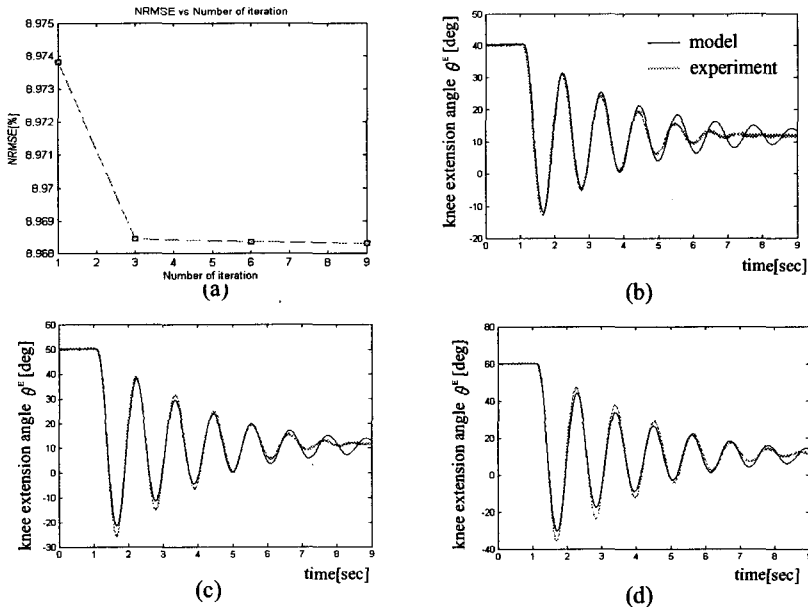 NRMSE vs Number of iteration
8.975
8.974
8.973
8.972
8.971
8.97
8.969
8.968
NRMSE[%]
1 2 3 4 5 6 7 8 9
Number of iteration
(a)
50
40
30
20
10
0
-10
-20
knee extension angle θᴱ [deg]
model
experiment
0 1 2 3 4 5 6 7 8 9
time[sec]
(b)
60
50
40
30
20
10
0
-10
-20
-30
knee extension angle θᴱ [deg]
0 1 2 3 4 5 6 7 8 9
time[sec]
(c)
80
60
40
20
0
-20
-40
knee extension angle θᴱ [deg]
0 1 2 3 4 5 6 7 8 9
time[sec]
(d)